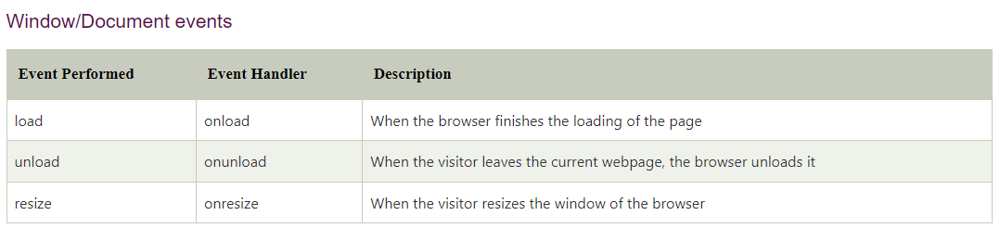 Window/Document events
Event Performed Event Handler Description
load onload When the browser finishes the loading of the page
unload onunload When the visitor leaves the current webpage, the browser unloads it
resize onresize When the visitor resizes the window of the browser